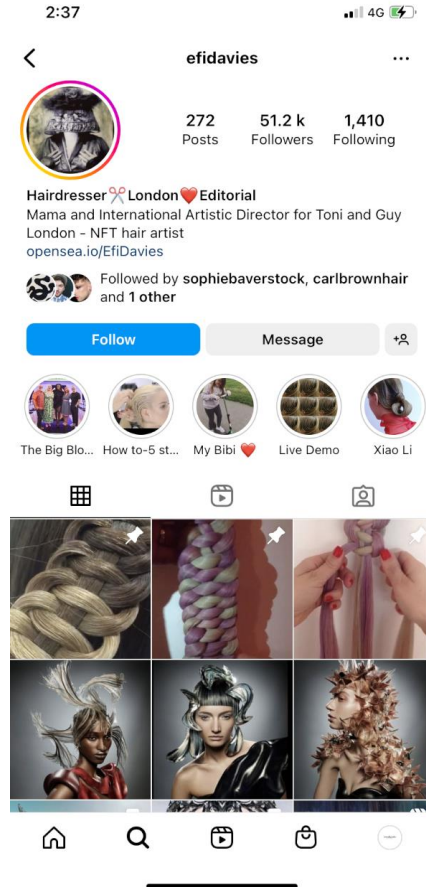 2:37
4G
efidavies
272 51.2 k 1,410
Posts Followers Following
Hairdresser✂️London❤️Editorial
Mama and International Artistic Director for Toni and Guy
London - NFT hair artist
opensea.io/EfiDavies
Followed by sophiebaverstock, carlbrownhair
and 1 other
Follow Message
The Big Blo... How to-5 st... My Bibi ❤️ Live Demo Xiao Li